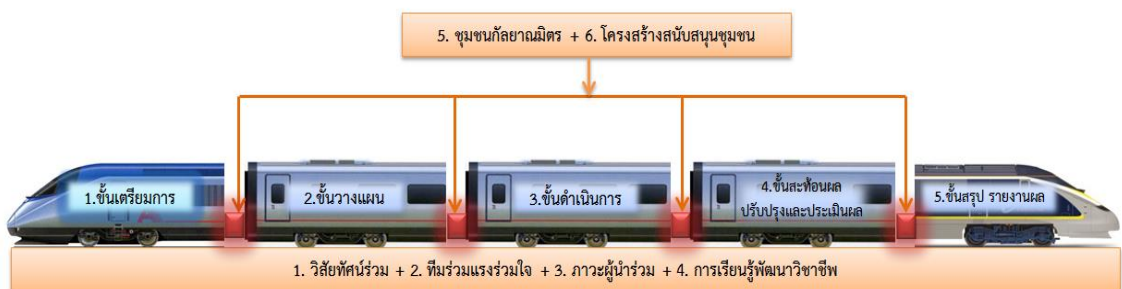 5. ชุมชนกัลยาณมิตร + 6. โครงสร้างสนับสนุนชุมชน
1.ขั้นเตรียมการ
2.ขั้นวางแผน
3.ขั้นดำเนินการ
4.ขั้นสะท้อนผล
ปรับปรุงและประเมินผล
5.ขั้นสรุป รายงานผล
1. วิสัยทัศน์ร่วม + 2. ทีมร่วมแรงร่วมใจ + 3. ภาวะผู้นำร่วม + 4. การเรียนรู้พัฒนาวิชาชีพ